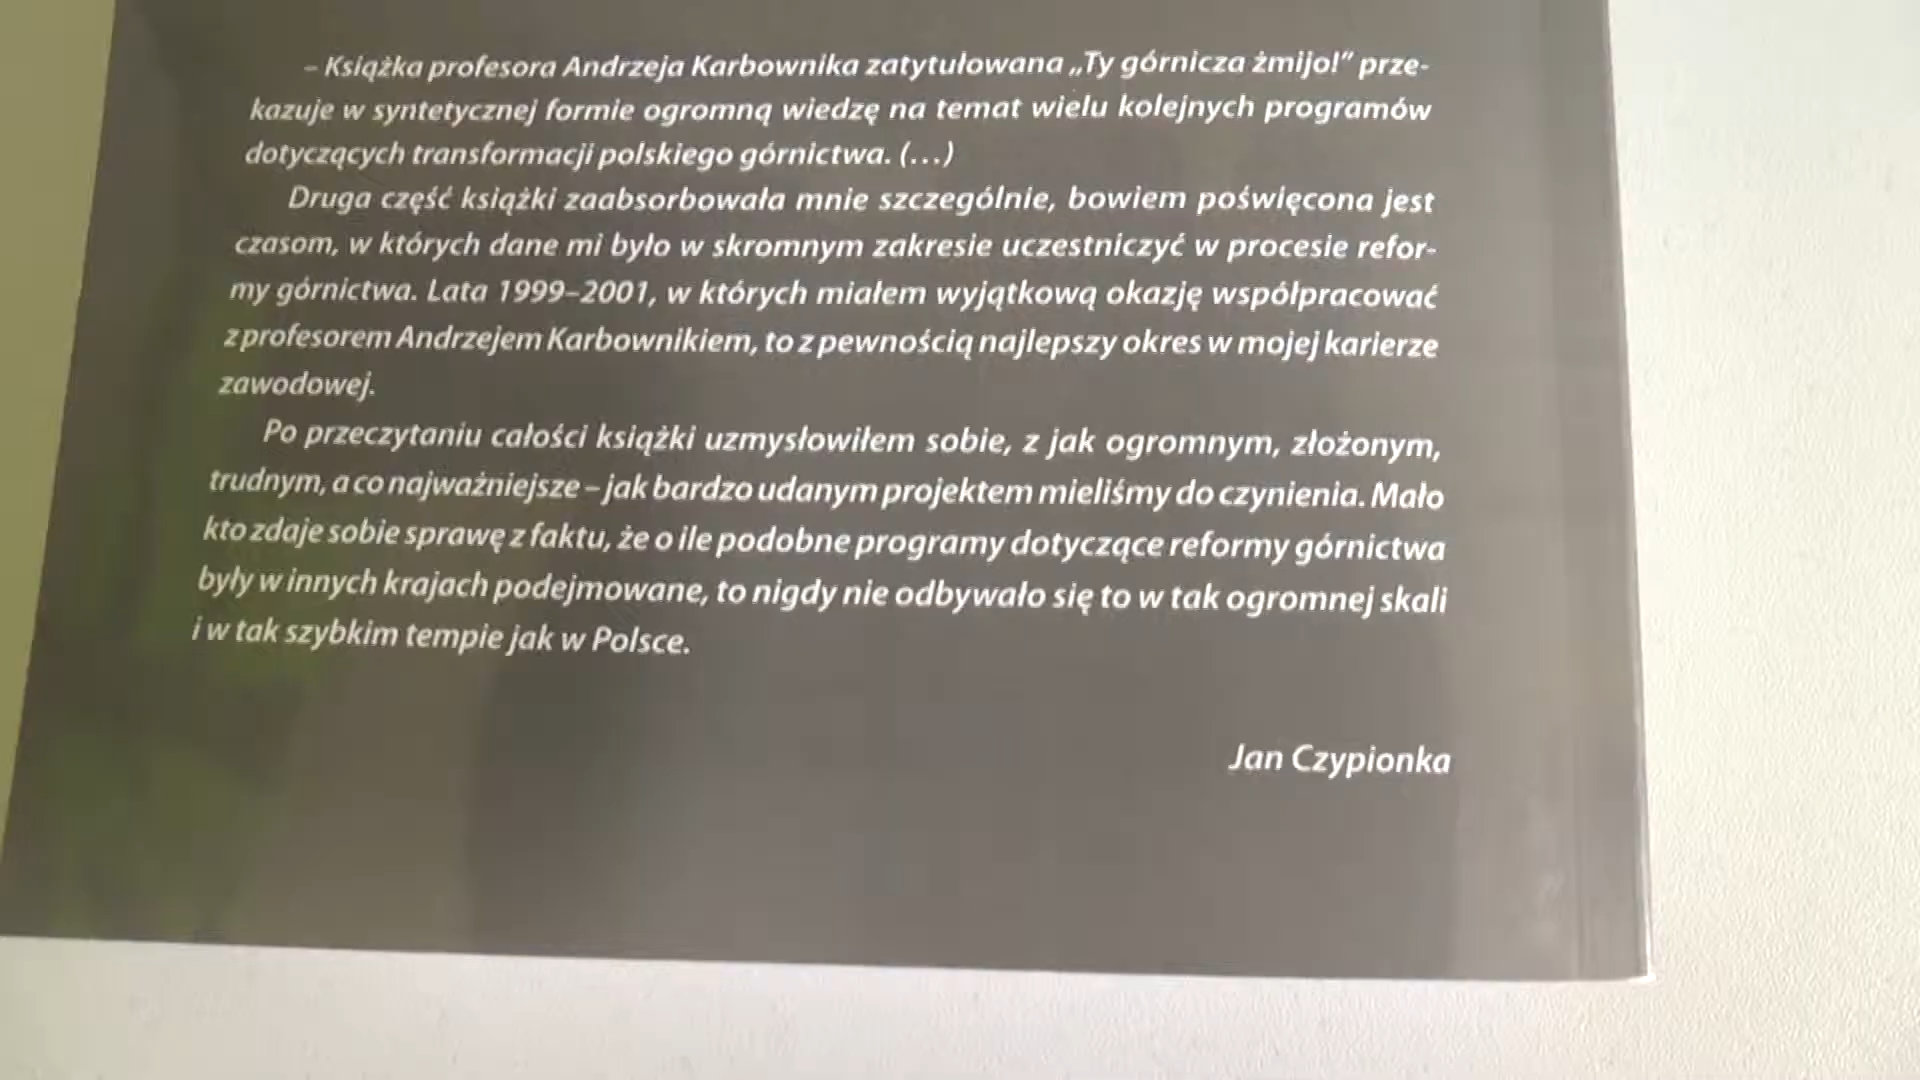 – Książka profesora Andrzeja Karbownika zatytułowana „Ty górnicza żmijo!” prze-
kazuje w syntetycznej formie ogromną wiedzę na temat wielu kolejnych programów
dotyczących transformacji polskiego górnictwa. (...)
Druga część książki zaabsorbowała mnie szczególnie, bowiem poświęcona jest
czasom, w których dane mi było w skromnym zakresie uczestniczyć w procesie refor-
my górnictwa. Lata 1999–2001, w których miałem wyjątkową okazję współpracować
z profesorem Andrzejem Karbownikiem, to z pewnością najlepszy okres w mojej karierze
zawodowej.
Po przeczytaniu całości książki uzmysłowiłem sobie, z jak ogromnym, złożonym,
trudnym, a co najważniejsze – jak bardzo udanym projektem mieliśmy do czynienia. Mało
kto zdaje sobie sprawę z faktu, że o ile podobne programy dotyczące reformy górnictwa
były w innych krajach podejmowane, to nigdy nie odbywało się to w tak ogromnej skali
i w tak szybkim tempie jak w Polsce.
Jan Czypionka